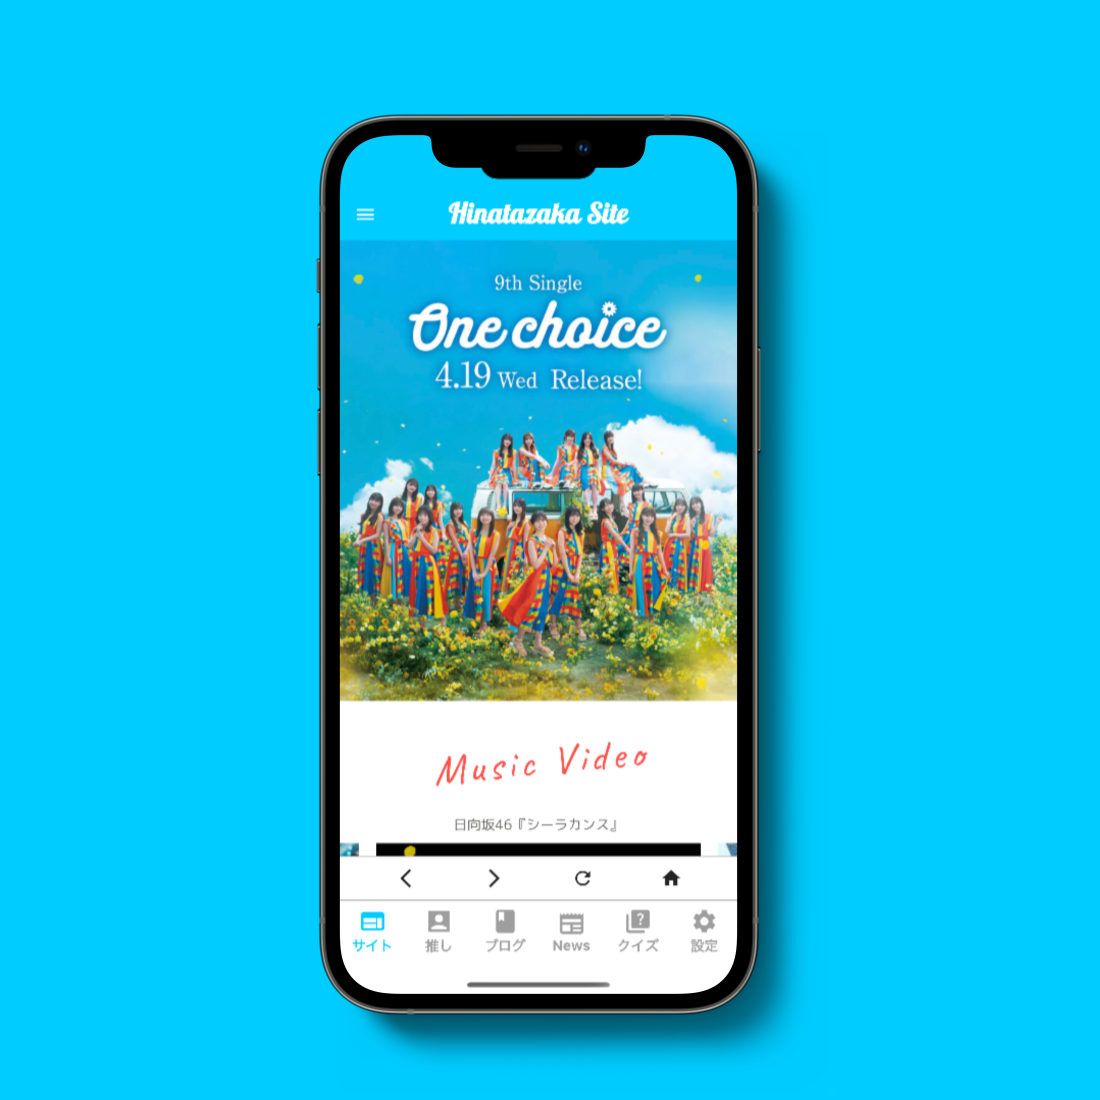 Hinatazaka Site
9th Single
One choice
4.19 Wed Release!
Music Video
日向坂46『シーラカンス』
サイト 推し ブログ News クイズ 設定